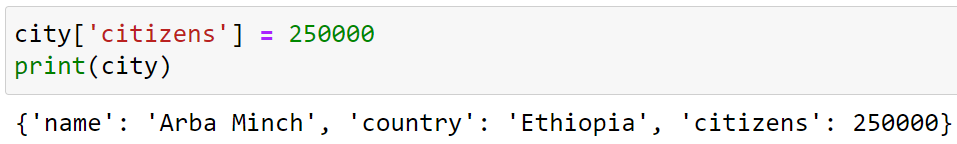 city['citizens'] = 250000
print(city)
{'name': 'Arba Minch', 'country': 'Ethiopia', 'citizens': 250000}